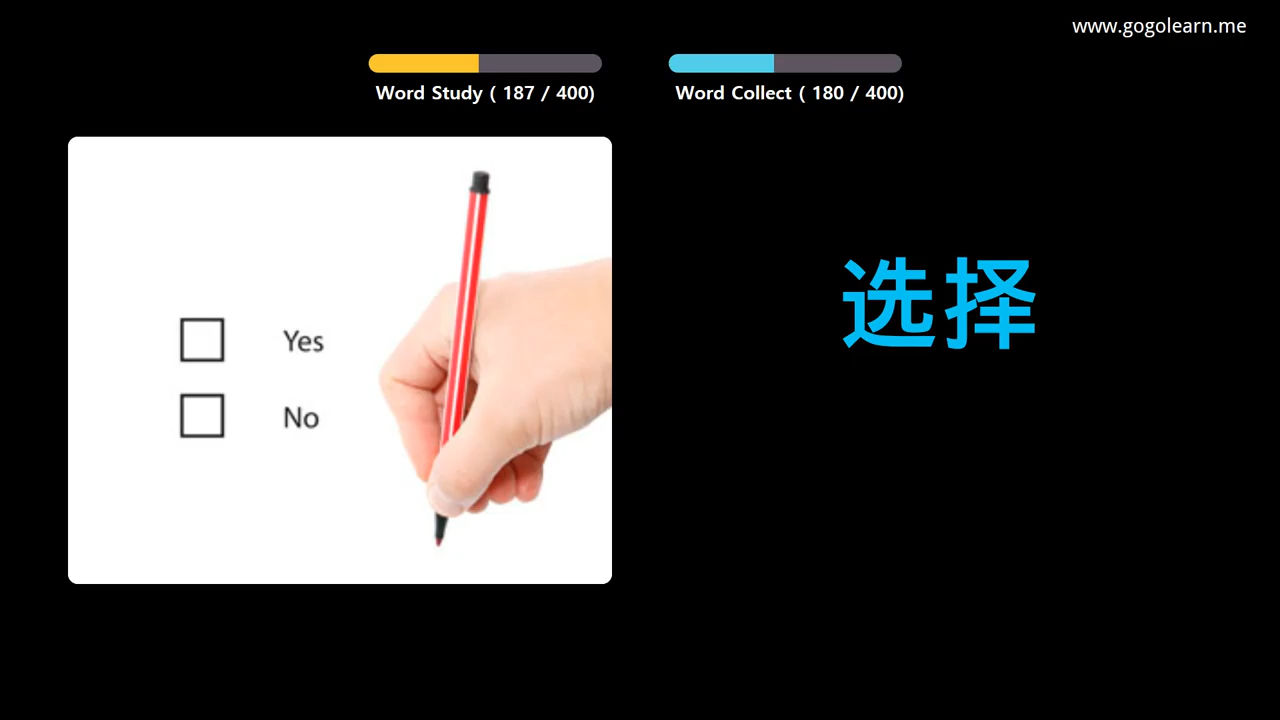 www.gogolearn.me
Word Study ( 187 / 400)
Word Collect ( 180 / 400)
选择
Yes
No